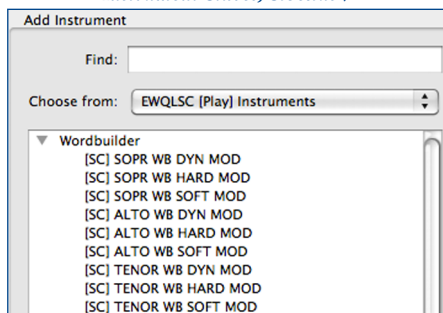 Add Instrument
Find:
Choose from: EWQLSC [Play] Instruments
Wordbuilder
[SC] SOPR WB DYN MOD
[SC] SOPR WB HARD MOD
[SC] SOPR WB SOFT MOD
[SC] ALTO WB DYN MOD
[SC] ALTO WB HARD MOD
[SC] ALTO WB SOFT MOD
[SC] TENOR WB DYN MOD
[SC] TENOR WB HARD MOD
[SC] TENOR WB SOFT MOD